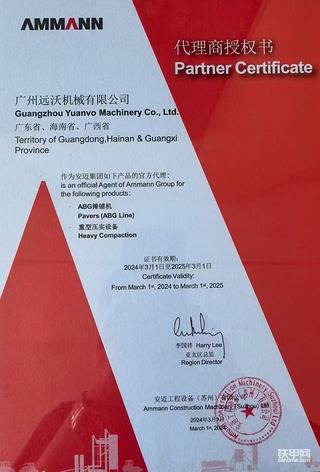 AMMANN
代理商授权书
Partner Certificate
广州远沃机械有限公司
Guangzhou Yuanvo Machinery Co., Ltd.
广东省、海南省、广西省
Territory of Guangdong,Hainan & Guangxi
Province
作为安迈集团如下产品的官方代理:
is an official Agent of Ammann Group for
the following products:
· ABG摊铺机
Pavers (ABG Line)
· 重型压实设备
Heavy Compaction
证书有效期:
2024年3月1日至2025年3月1日
Certificate Validity:
From March 1st, 2024 to March 1st, 2025
李国祥 Harry Lee
亚太区总监
Region Director
安迈工程设备(苏州)有限公司
Ammann Construction Machinery (Suzhou) Ltd.
2024年3月
March 1st,
铁甲网